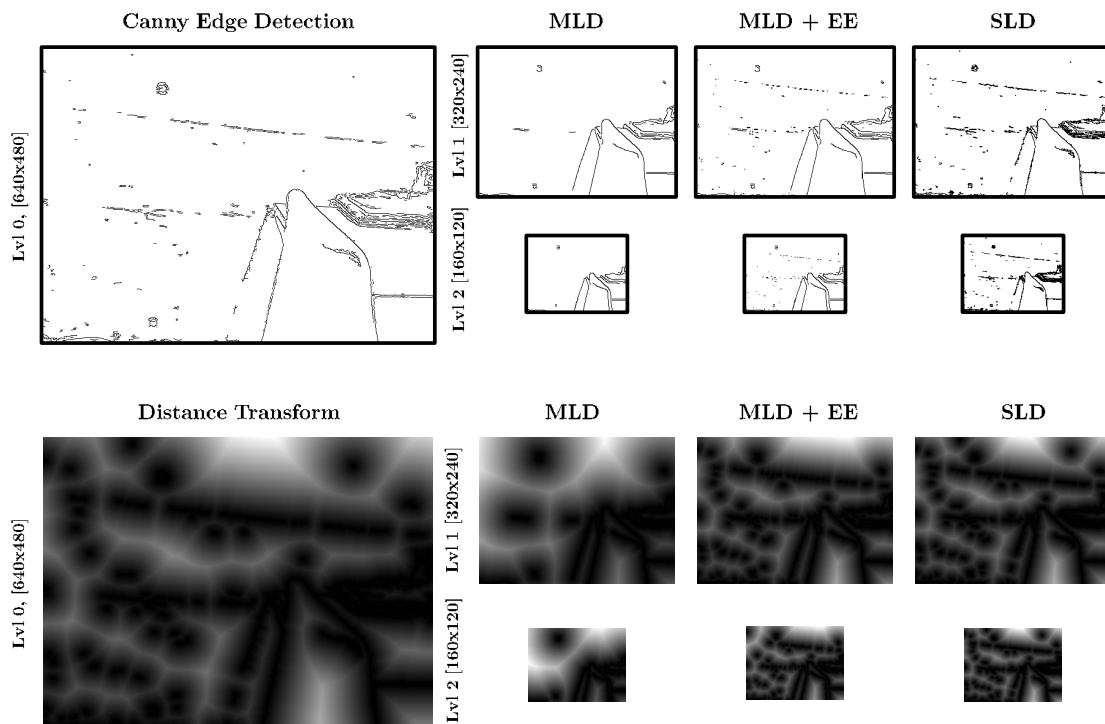 Canny Edge Detection
MLD
MLD + EE
SLD
Lvl 0, [640x480]
Lvl 1 [320x240]
Lvl 2 [160x120]
Distance Transform
MLD
MLD + EE
SLD
Lvl 0, [640x480]
Lvl 1 [320x240]
Lvl 2 [160x120]